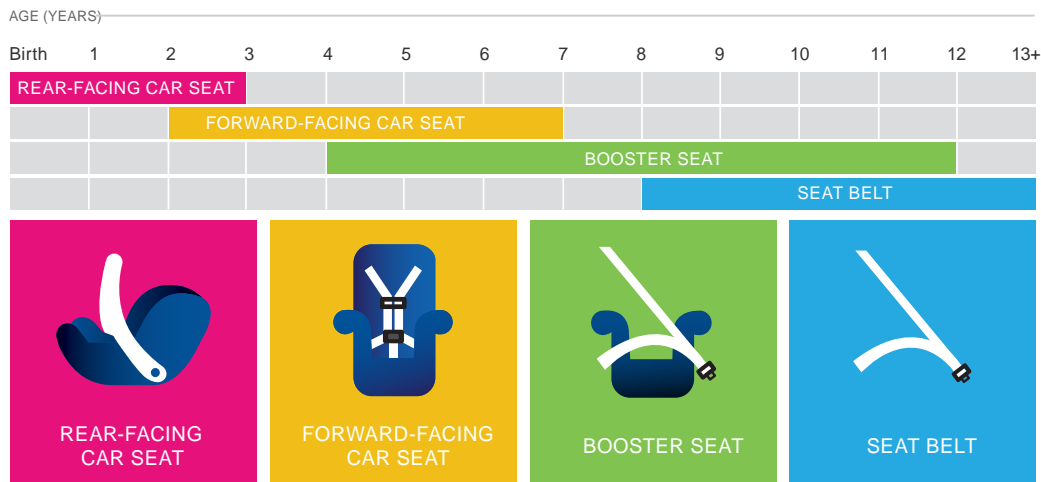 AGE (YEARS)
Birth 1 2 3 4 5 6 7 8 9 10 11 12 13+
REAR-FACING CAR SEAT
FORWARD-FACING CAR SEAT
BOOSTER SEAT
SEAT BELT
REAR-FACING
CAR SEAT
FORWARD-FACING
CAR SEAT
BOOSTER SEAT
SEAT BELT